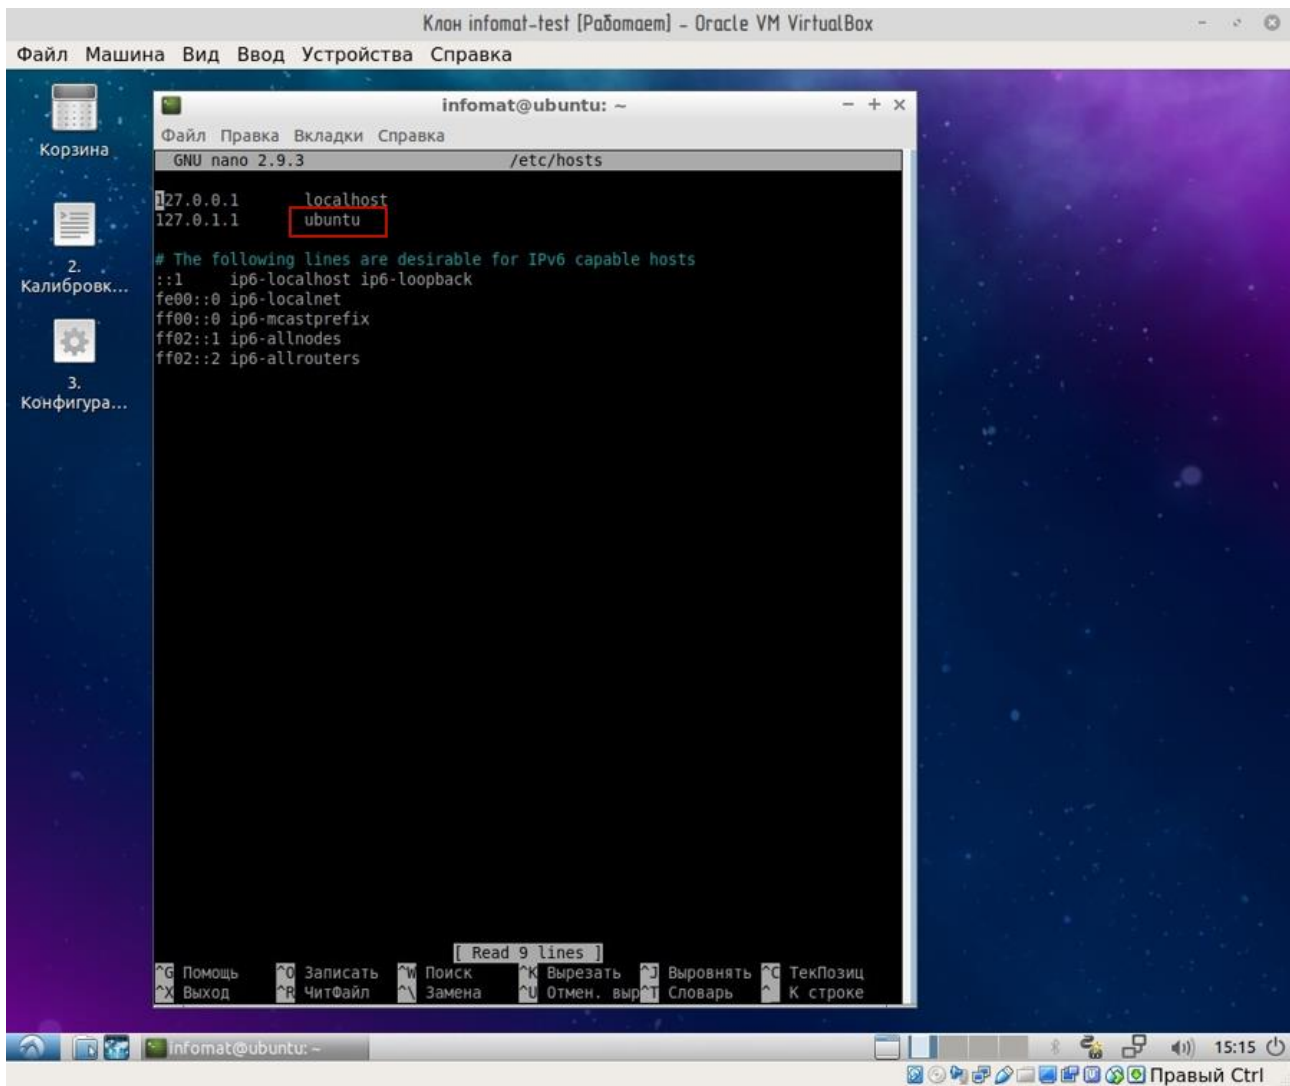 Клон infomat-test [Работает] - Oracle VM VirtualBox
Файл Машина Вид Ввод Устройства Справка
Корзина
2.
Калибровк...
3.
Конфигура...
infomat@ubuntu: ~
Файл Правка Вкладки Справка
GNU nano 2.9.3 /etc/hosts
127.0.0.1 localhost
127.0.1.1 ubuntu
# The following lines are desirable for IPv6 capable hosts
::1 ip6-localhost ip6-loopback
fe00::0 ip6-localnet
ff00::0 ip6-mcastprefix
ff02::1 ip6-allnodes
ff02::2 ip6-allrouters
[ Read 9 lines ]
^G Помощь ^O Записать ^W Поиск ^K Вырезать ^J Выровнять ^C ТекПозиц
^X Выход ^R ЧитФайл ^\ Замена ^U Отмен. выр ^T Словарь ^_ К строке
infomat@ubuntu: ~
15:15
Правый Ctrl